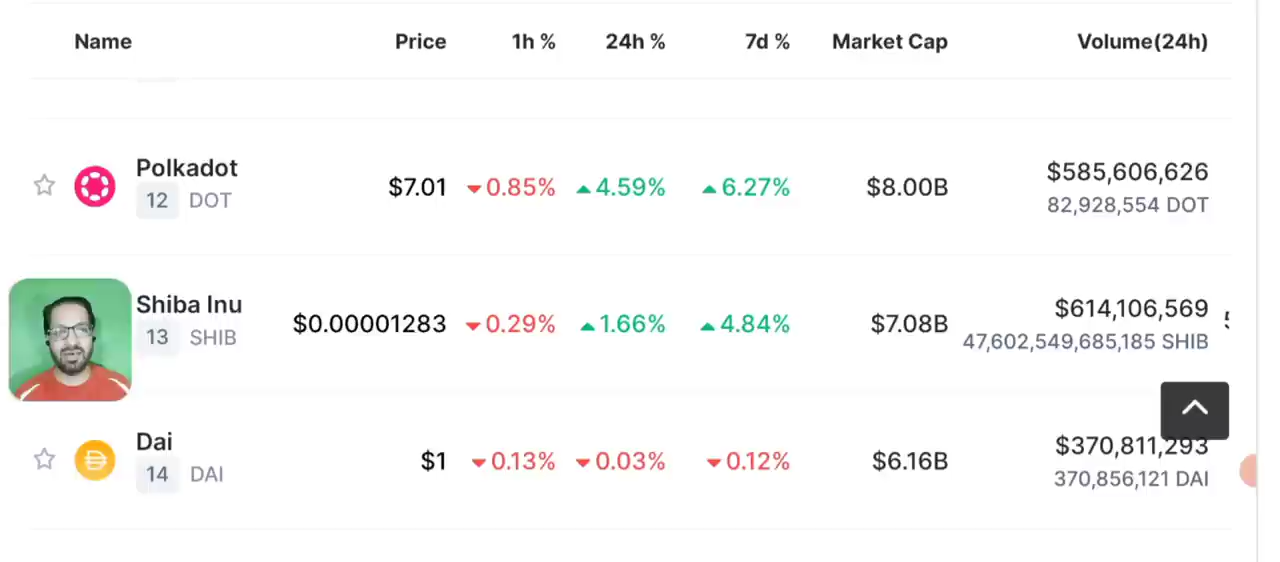 Name Price 1h % 24h % 7d % Market Cap Volume(24h)
Polkadot
12 DOT
$7.01 0.85% 4.59% 6.27% $8.00B
$585,606,626
82,928,554 DOT
Shiba Inu
13 SHIB
$0.00001283 0.29% 1.66% 4.84% $7.08B
$614,106,569
47,602,549,685,185 SHIB
Dai
14 DAI
$1 0.13% 0.03% 0.12% $6.16B
$370,811,293
370,856,121 DAI